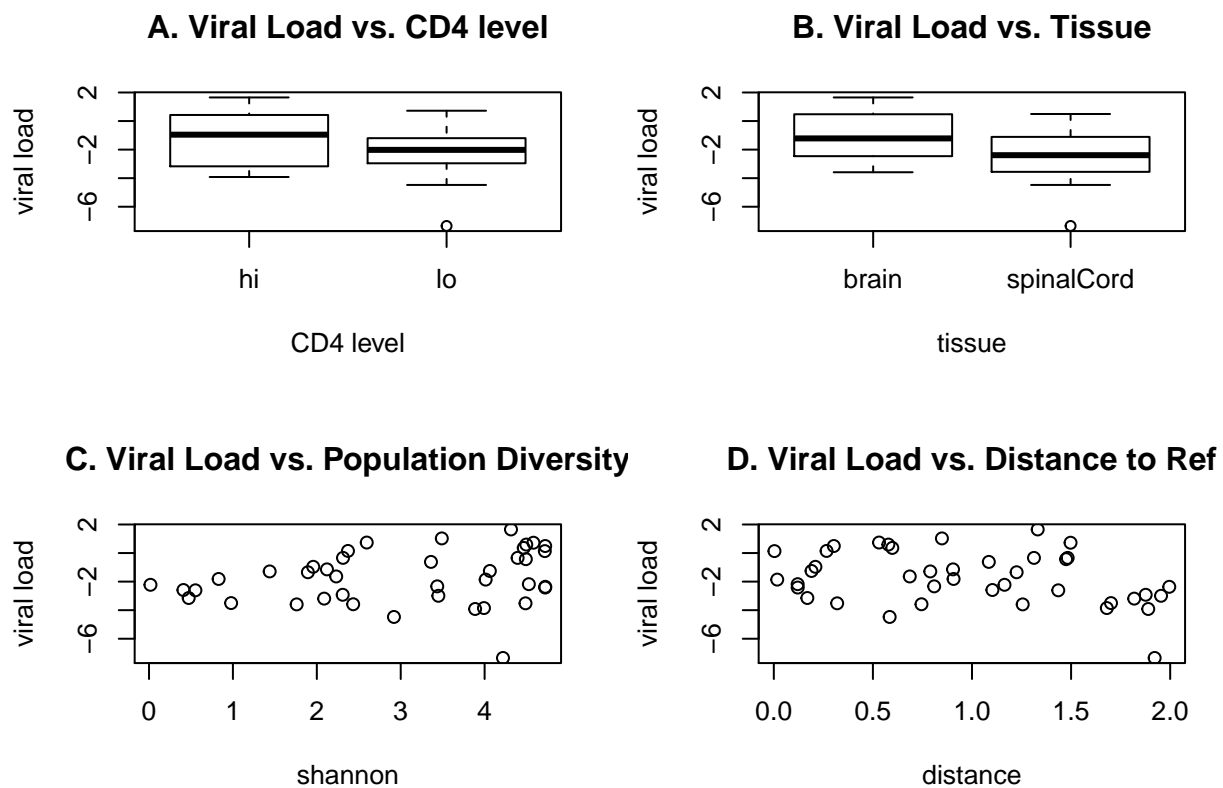 A. Viral Load vs. CD4 level
viral load
2
−2
−6
hi
lo
CD4 level
B. Viral Load vs. Tissue
viral load
2
−2
−6
brain
spinalCord
tissue
C. Viral Load vs. Population Diversity
viral load
2
−2
−6
0 1 2 3 4
shannon
D. Viral Load vs. Distance to Ref
viral load
2
−2
−6
0.0 0.5 1.0 1.5 2.0
distance